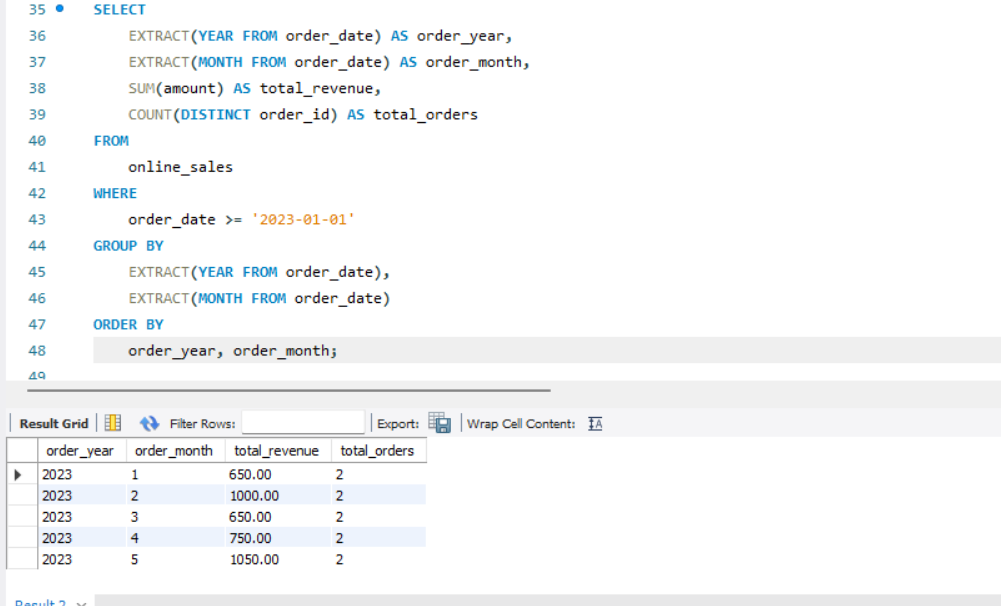 35 SELECT
36 EXTRACT(YEAR FROM order_date) AS order_year,
37 EXTRACT(MONTH FROM order_date) AS order_month,
38 SUM(amount) AS total_revenue,
39 COUNT(DISTINCT order_id) AS total_orders
40 FROM
41 online_sales
42 WHERE
43 order_date >= '2023-01-01'
44 GROUP BY
45 EXTRACT(YEAR FROM order_date),
46 EXTRACT(MONTH FROM order_date)
47 ORDER BY
48 order_year, order_month;
49
Result Grid Filter Rows: Export: Wrap Cell Content: IA
order_year order_month total_revenue total_orders
2023 1 650.00 2
2023 2 1000.00 2
2023 3 650.00 2
2023 4 750.00 2
2023 5 1050.00 2
Result 2